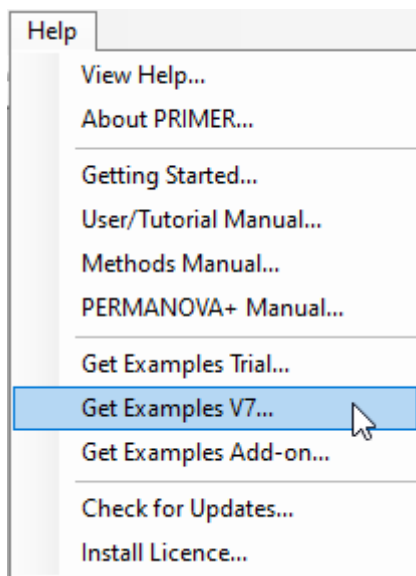 Help
View Help...
About PRIMER...
Getting Started...
User/Tutorial Manual...
Methods Manual...
PERMANOVA+ Manual...
Get Examples Trial...
Get Examples V7...
Get Examples Add-on...
Check for Updates...
Install Licence...